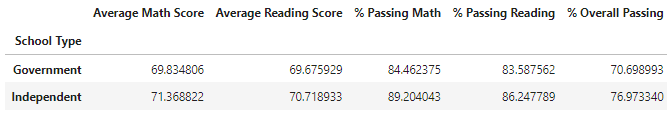 Average Math Score Average Reading Score % Passing Math % Passing Reading % Overall Passing
School Type
Government 69.834806 69.675929 84.462375 83.587562 70.698993
Independent 71.368822 70.718933 89.204043 86.247789 76.973340